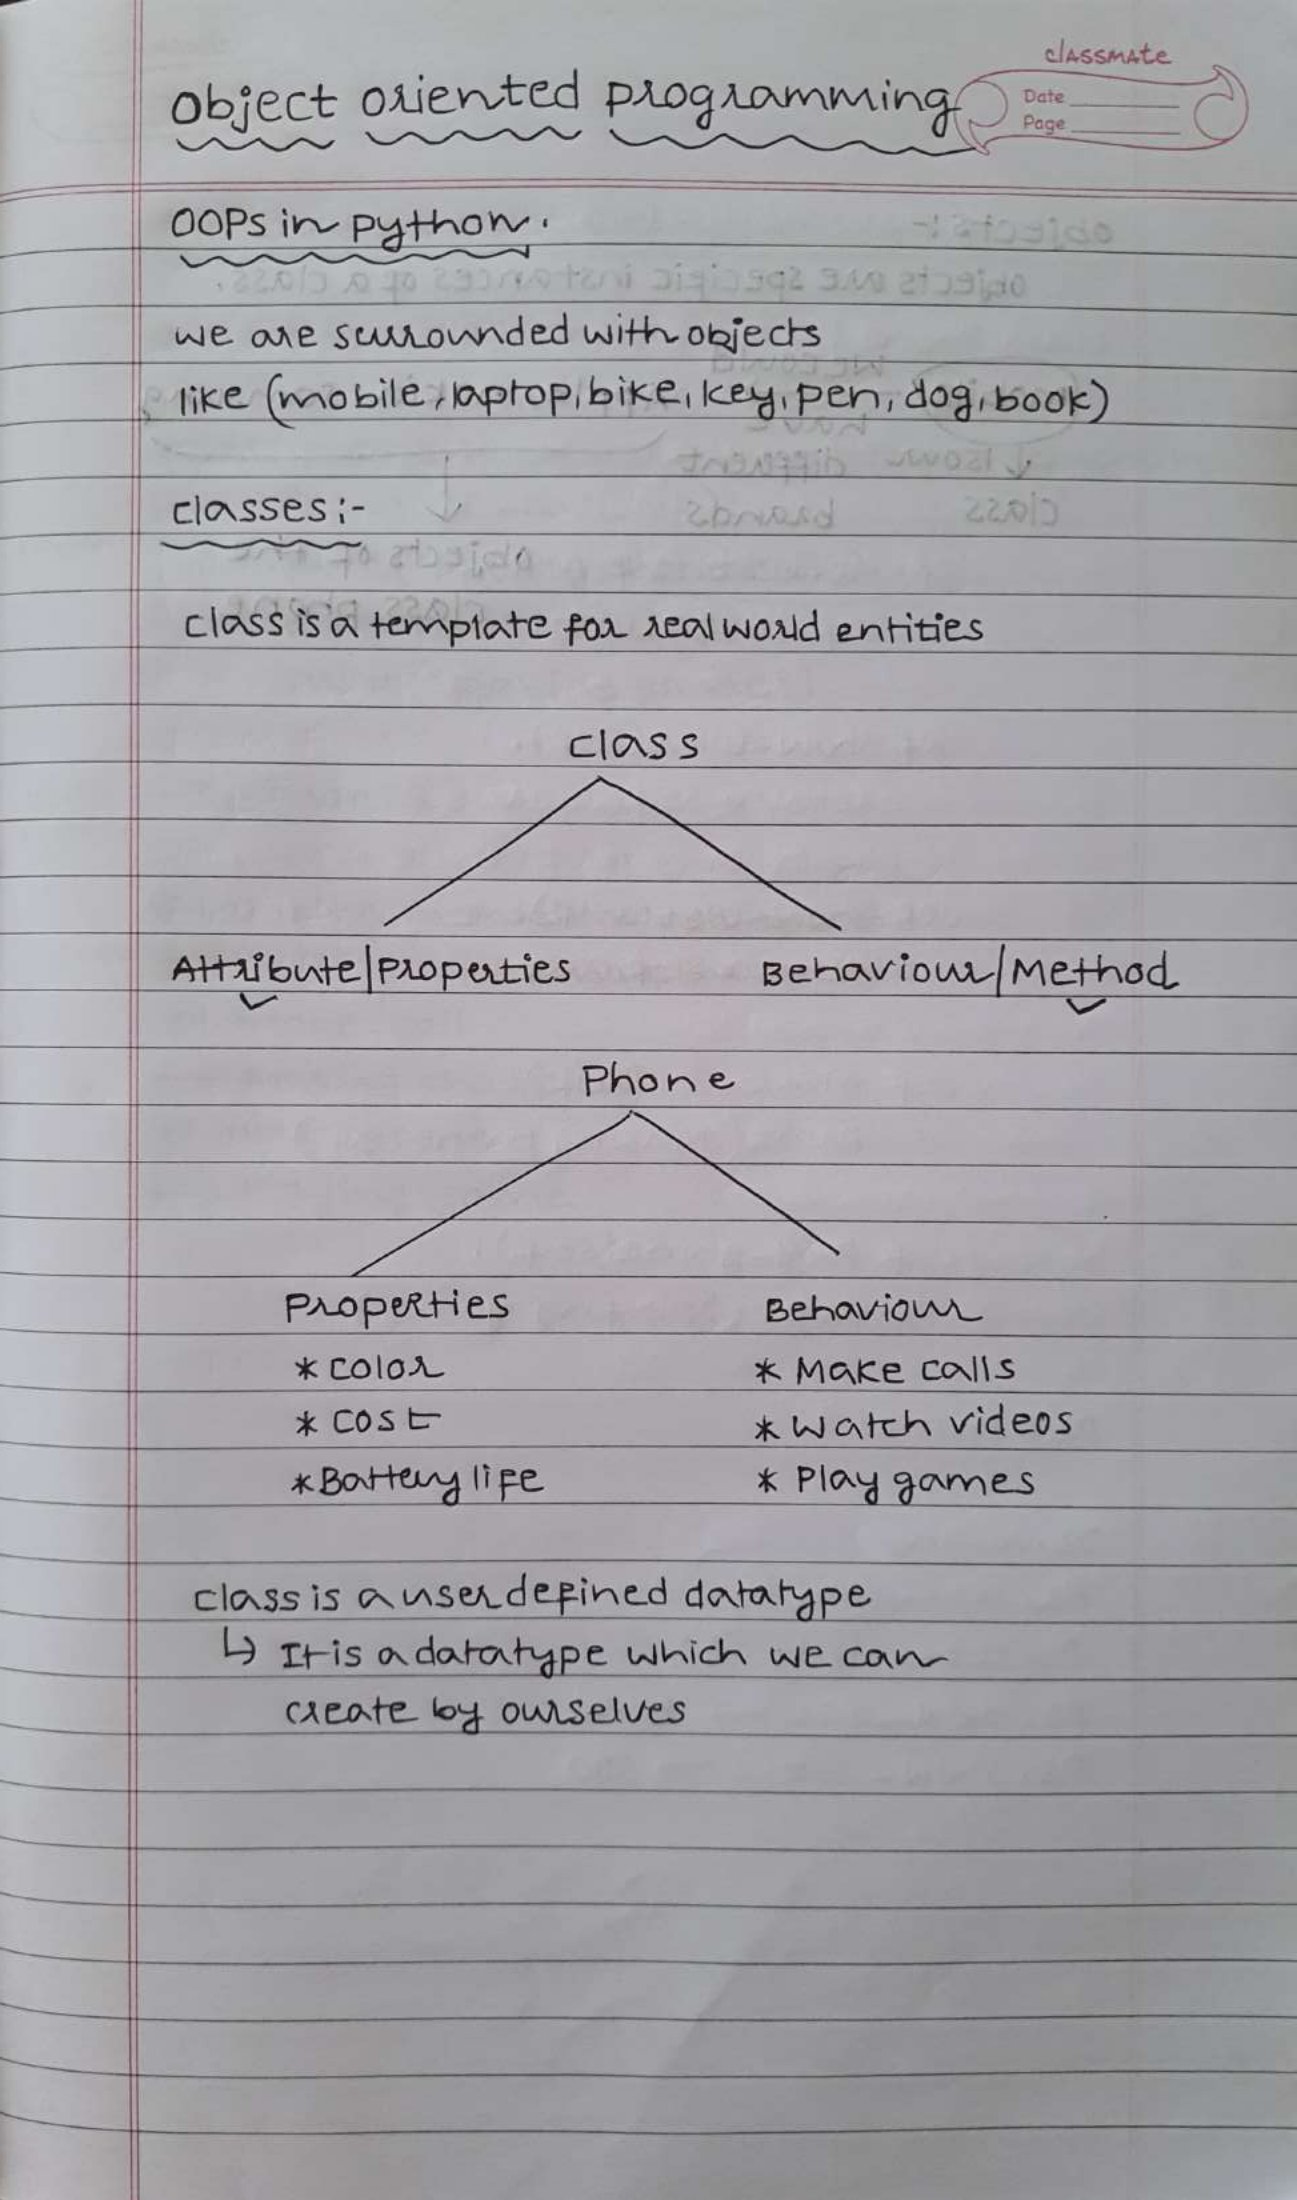 classmate
Date
Page
object oriented programming
OOPs in python.
we are surrounded with objects
like (mobile, laptop, bike, key, pen, dog, book)
classes :-
class is a template for real world entities
class
Attribute|Properties Behaviour|Method
Phone
Properties Behaviour
* color * Make calls
* cost * Watch videos
* Battery life * Play games
class is a user defined datatype
↳ It is a datatype which we can
create by ourselves